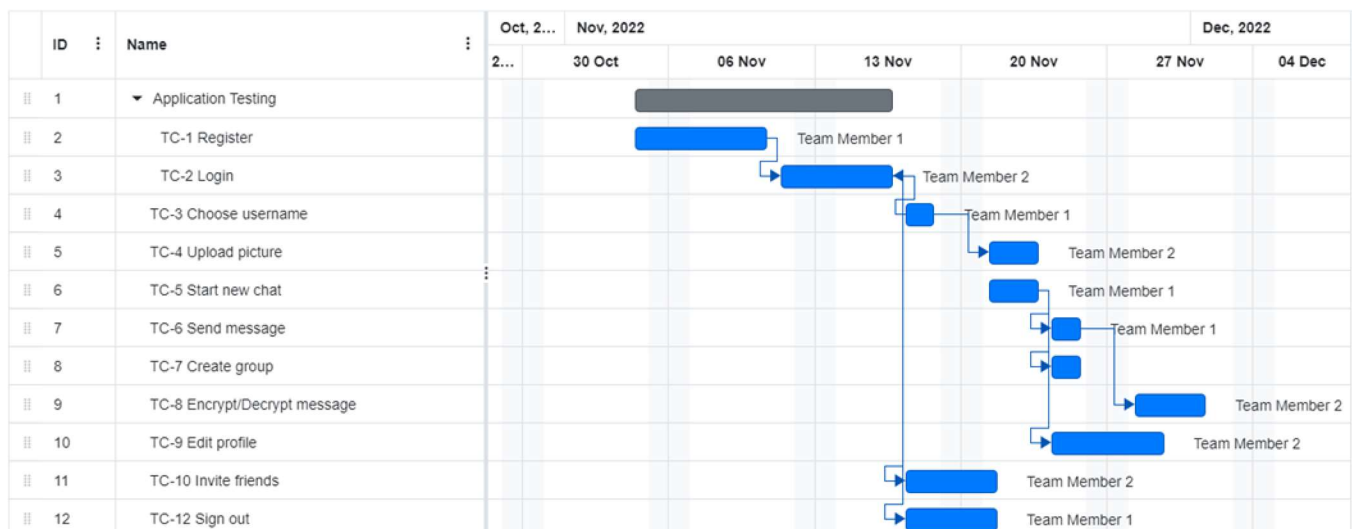 ID Name Oct, 2... Nov, 2022 Dec, 2022
2... 30 Oct 06 Nov 13 Nov 20 Nov 27 Nov 04 Dec
1 Application Testing
2 TC-1 Register Team Member 1
3 TC-2 Login Team Member 2
4 TC-3 Choose username Team Member 1
5 TC-4 Upload picture Team Member 2
6 TC-5 Start new chat Team Member 1
7 TC-6 Send message Team Member 1
8 TC-7 Create group
9 TC-8 Encrypt/Decrypt message Team Member 2
10 TC-9 Edit profile Team Member 2
11 TC-10 Invite friends Team Member 2
12 TC-12 Sign out Team Member 1